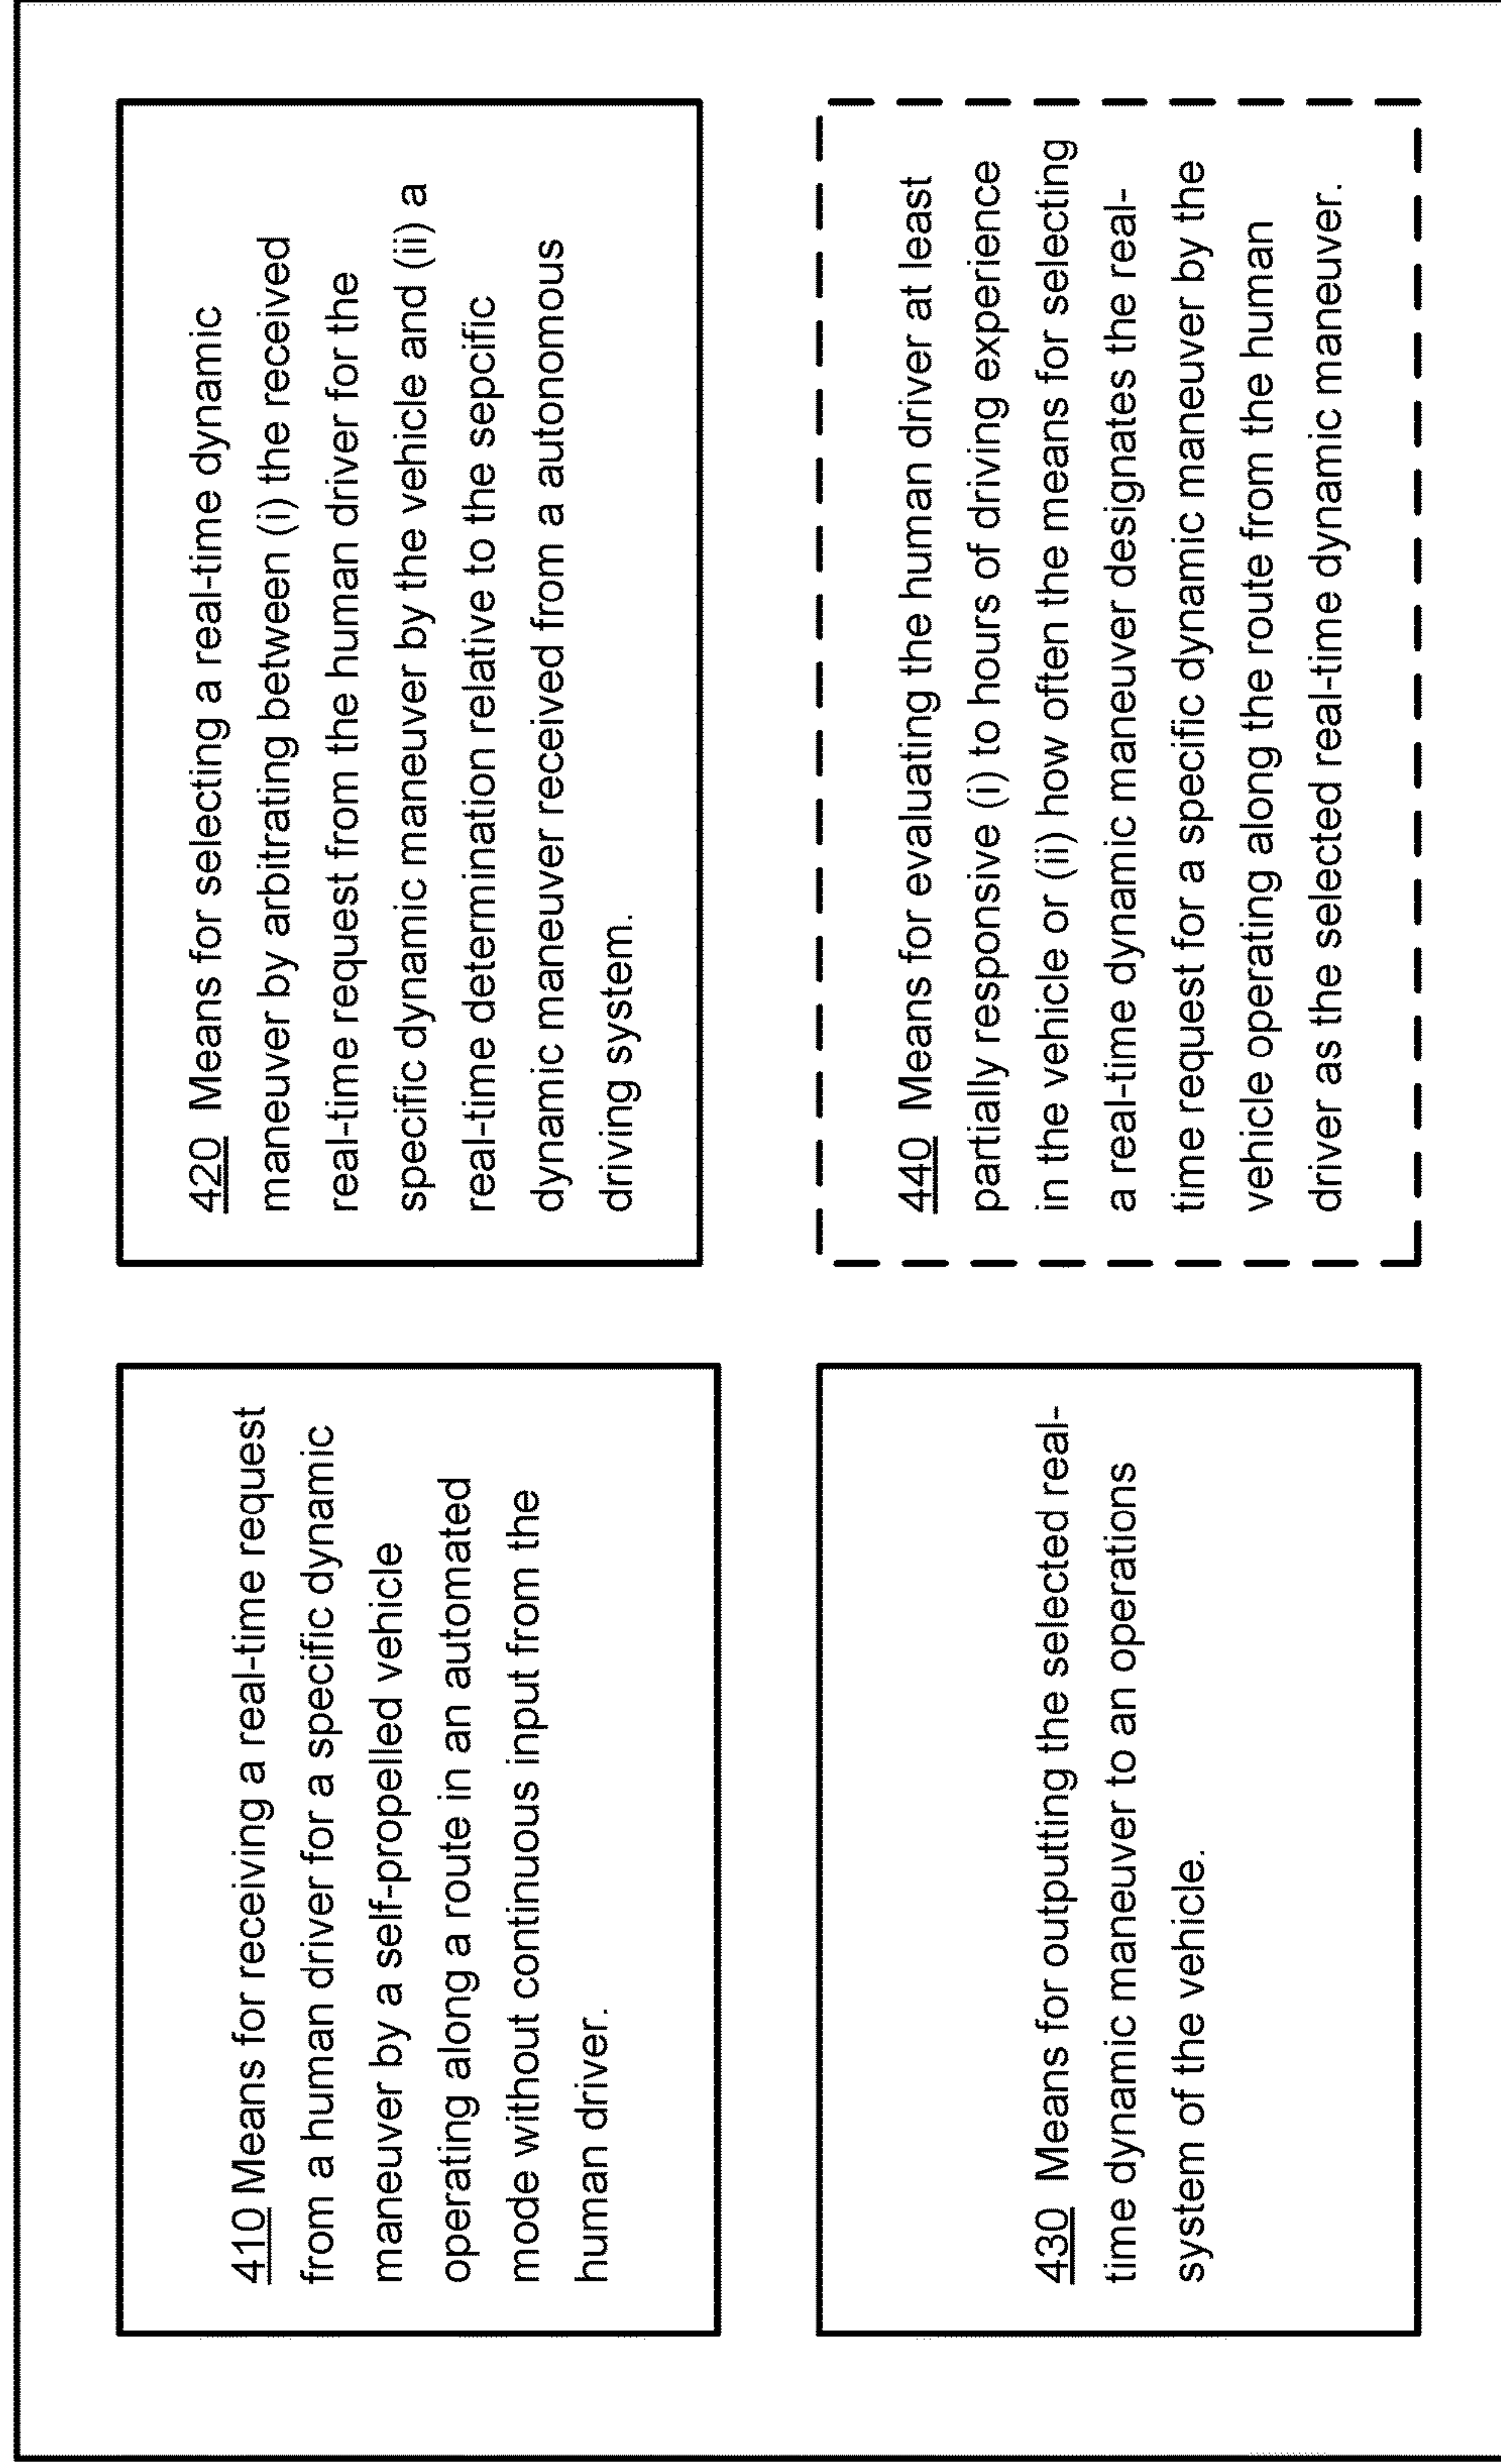 410 Means for receiving a real-time request
from a human driver for a specific dynamic
maneuver by a self-propelled vehicle
operating along a route in an automated
mode without continuous input from the
human driver.
420 Means for selecting a real-time dynamic
maneuver by arbitrating between (i) the received
real-time request from the human driver for the
specific dynamic maneuver by the vehicle and (ii) a
real-time determination relative to the sepcific
dynamic maneuver received from a autonomous
driving system.
430 Means for outputting the selected real-
time dynamic maneuver to an operations
system of the vehicle.
440 Means for evaluating the human driver at least
partially responsive (i) to hours of driving experience
in the vehicle or (ii) how often the means for selecting
a real-time dynamic maneuver designates the real-
time request for a specific dynamic maneuver by the
vehicle operating along the route from the human
driver as the selected real-time dynamic maneuver.